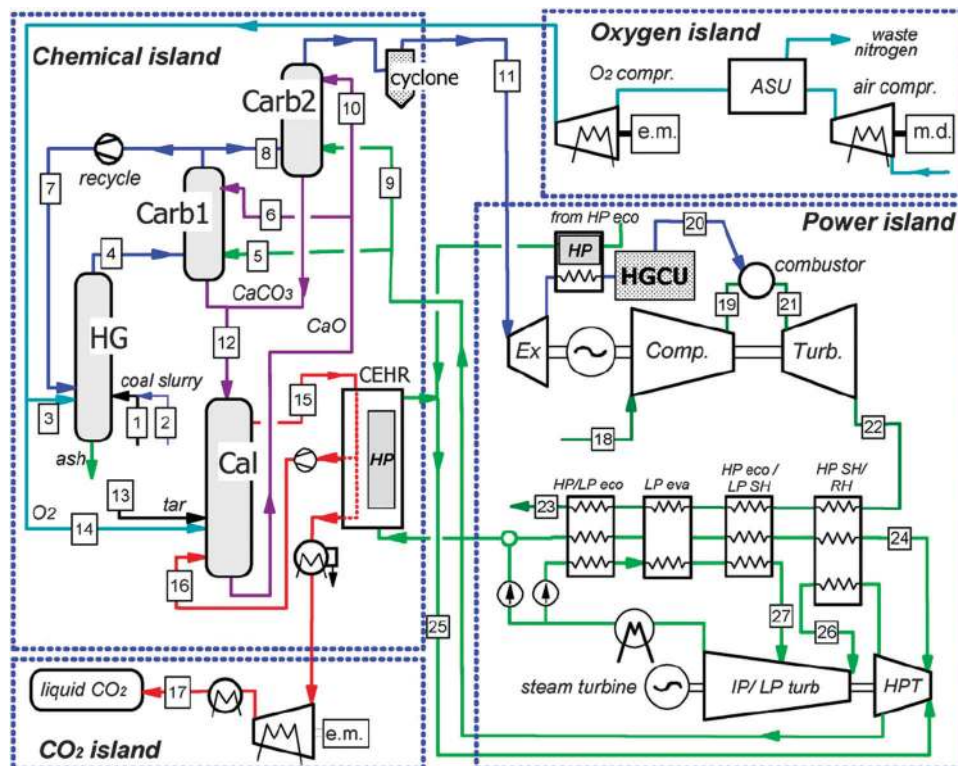 Chemical island
Oxygen island
waste
nitrogen
O2 compr.
ASU
air compr.
e.m.
m.d.
Carb2
cyclone
11
10
8
7
recycle
9
Carb1
6
5
4
CaCO3
CaO
HG
12
coal slurry
3
1
2
ash
CEHR
15
Cal
HP
13
tar
O2
14
16
25
from HP eco
Power island
HP
HGCU
20
combustor
19
21
Ex
Comp.
Turb.
18
22
HP/LP eco
LP eva
HP eco /
LP SH
HP SH/
RH
23
24
27
26
steam turbine
IP/ LP turb
HPT
liquid CO2
17
e.m.
CO2 island